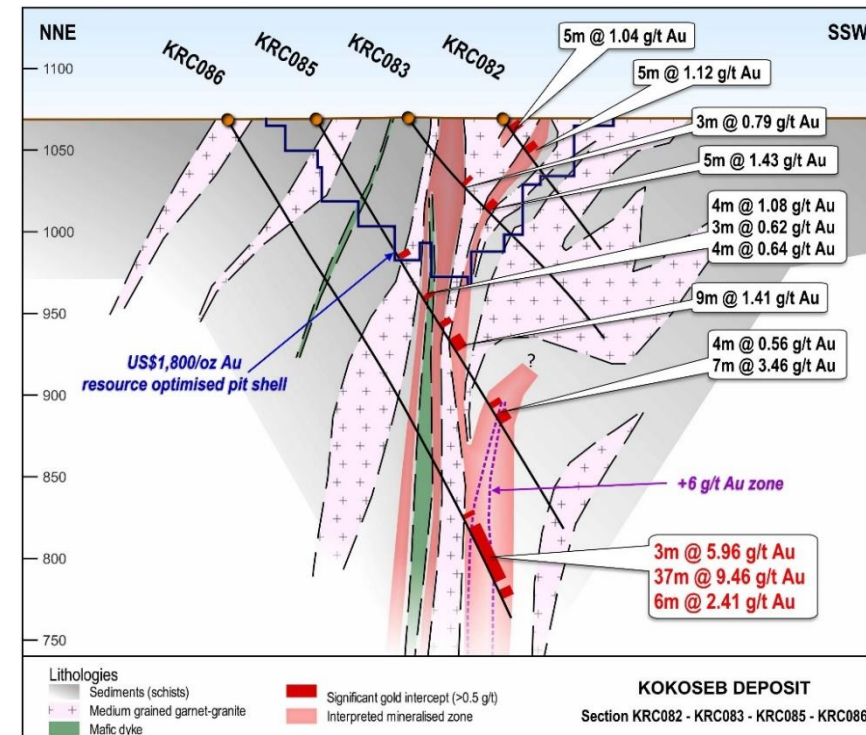 NNE
SSW
KRC086
KRC085
KRC083
KRC082
5m @ 1.04 g/t Au
5m @ 1.12 g/t Au
3m @ 0.79 g/t Au
5m @ 1.43 g/t Au
4m @ 1.08 g/t Au
3m @ 0.62 g/t Au
4m @ 0.64 g/t Au
9m @ 1.41 g/t Au
4m @ 0.56 g/t Au
7m @ 3.46 g/t Au
?
US$1,800/oz Au
resource optimised pit shell
+6 g/t Au zone
3m @ 5.96 g/t Au
37m @ 9.46 g/t Au
6m @ 2.41 g/t Au
1100
1050
1000
950
900
850
800
750
Lithologies
Sediments (schists)
Medium grained garnet-granite
Mafic dyke
Significant gold intercept (>0.5 g/t)
Interpreted mineralised zone
KOKOSEB DEPOSIT
Section KRC082 - KRC083 - KRC085 - KRC086